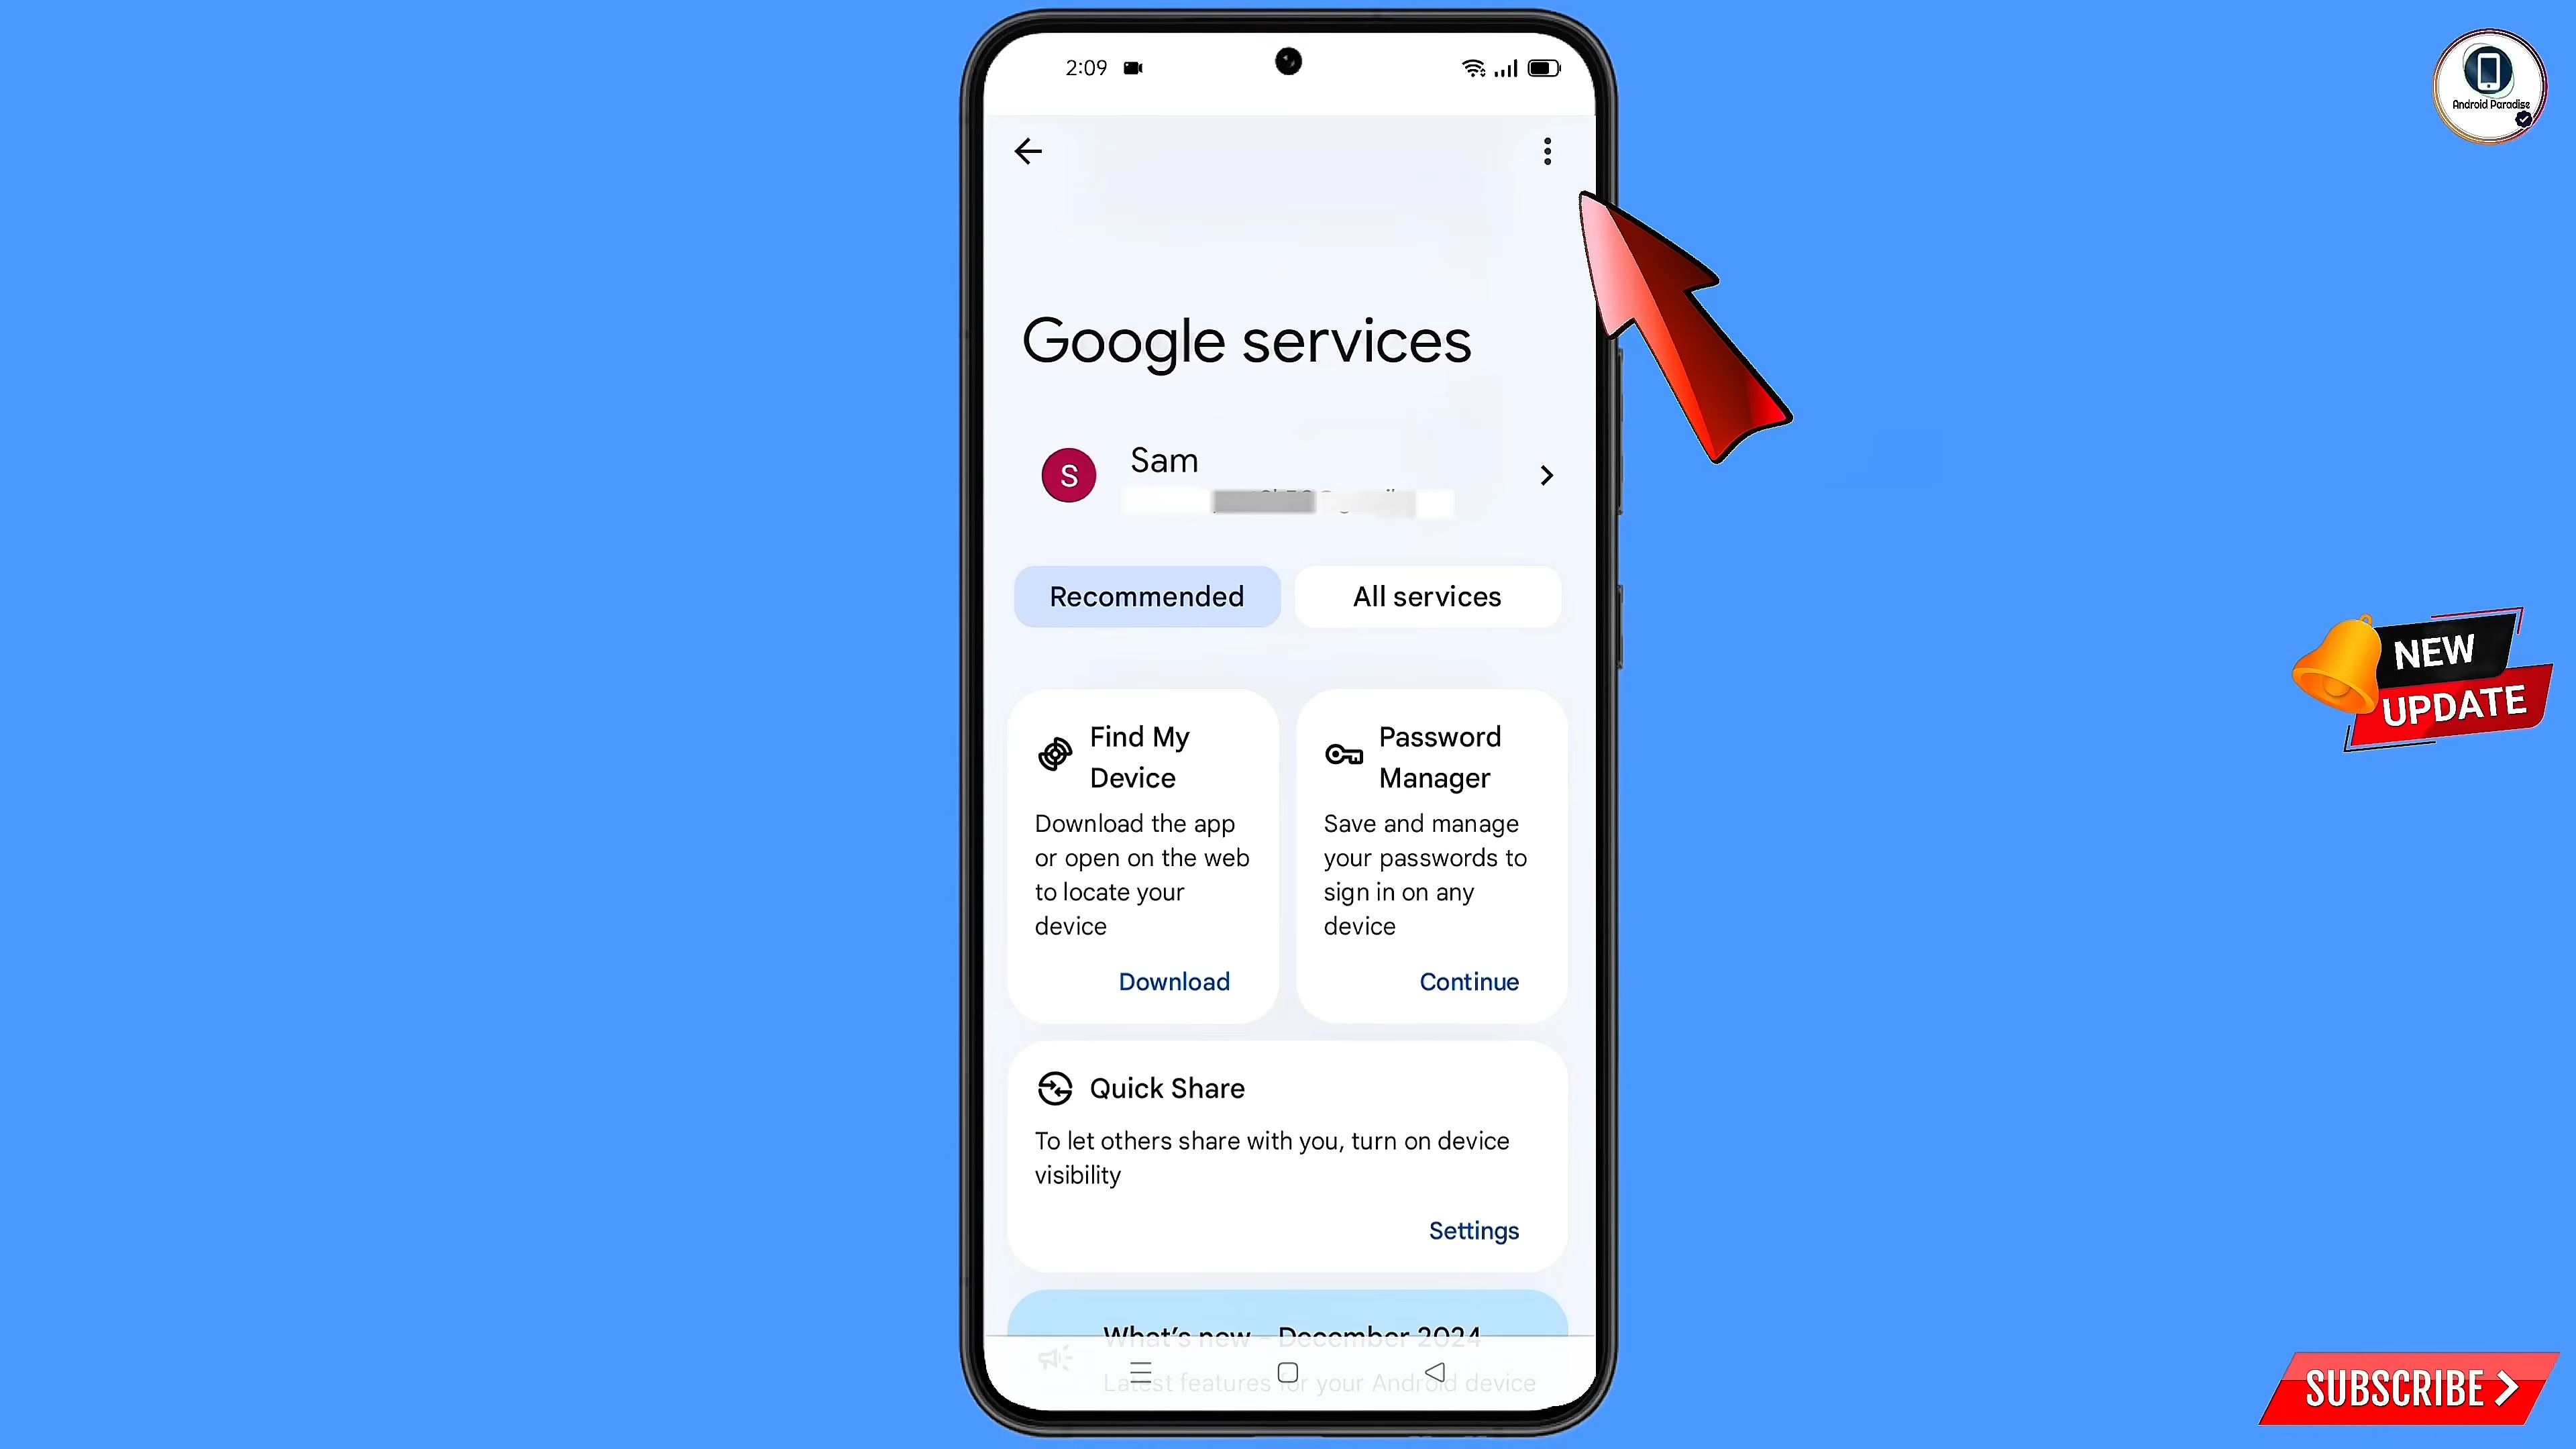 2:09
Android Paradise
Google services
S
Sam
Recommended
All services
Find My
Device
Download the app
or open on the web
to locate your
device
Download
Password
Manager
Save and manage
your passwords to
sign in on any
device
Continue
Quick Share
To let others share with you, turn on device
visibility
Settings
What's new - December 2024
Latest features for your Android device
NEW
UPDATE
SUBSCRIBE